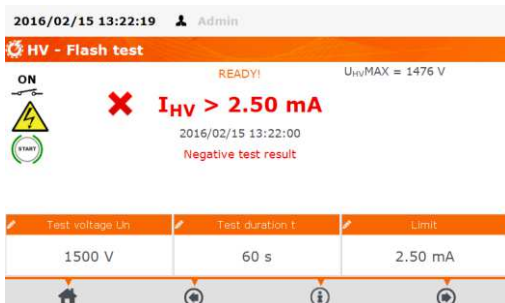 2016/02/15 13:22:19 Admin
HV - Flash test
ON
READY!
UHVMAX = 1476 V
IHV > 2.50 mA
START
2016/02/15 13:22:00
Negative test result
Test voltage Un
Test duration t
Limit
1500 V
60 s
2.50 mA